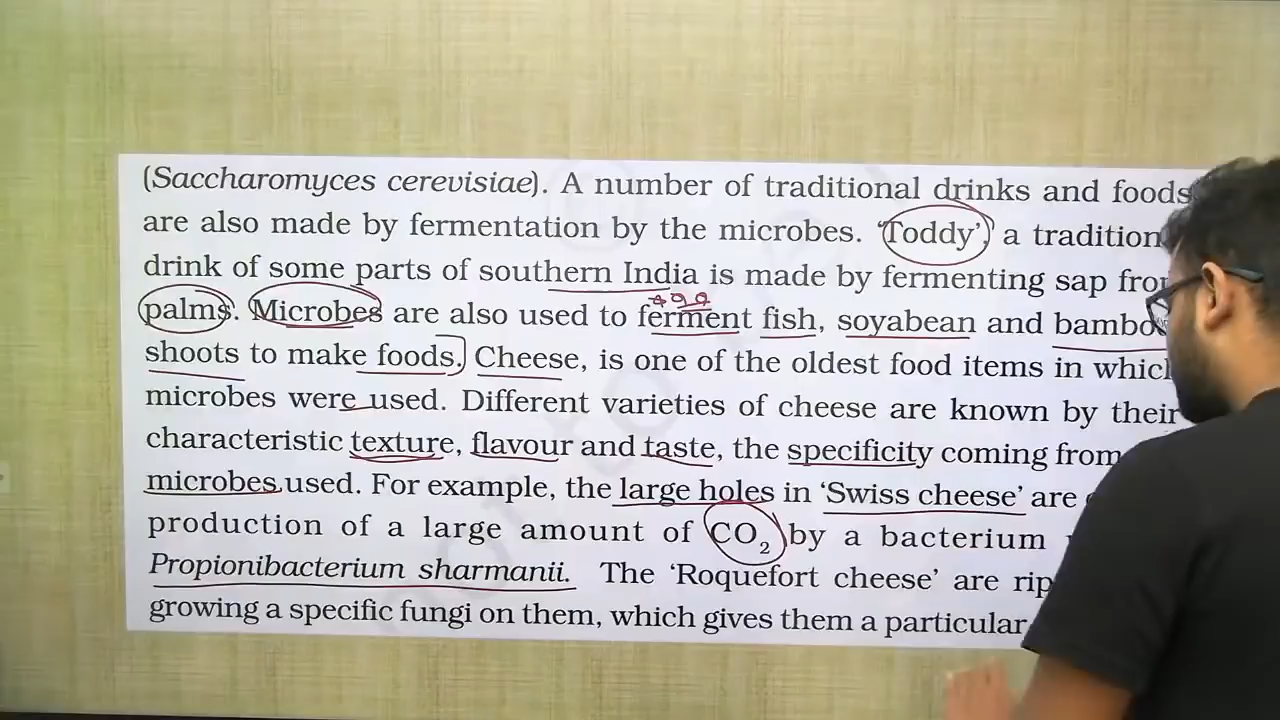 (Saccharomyces cerevisiae). A number of traditional drinks and foods
are also made by fermentation by the microbes. 'Toddy', a tradition
drink of some parts of southern India is made by fermenting sap from
palms. Microbes are also used to ferment fish, soyabean and bamboo
shoots to make foods. Cheese, is one of the oldest food items in which
microbes were used. Different varieties of cheese are known by their
characteristic texture, flavour and taste, the specificity coming from
microbes used. For example, the large holes in 'Swiss cheese' are
production of a large amount of CO₂ by a bacterium
Propionibacterium sharmanii. The 'Roquefort cheese' are rip
growing a specific fungi on them, which gives them a particular